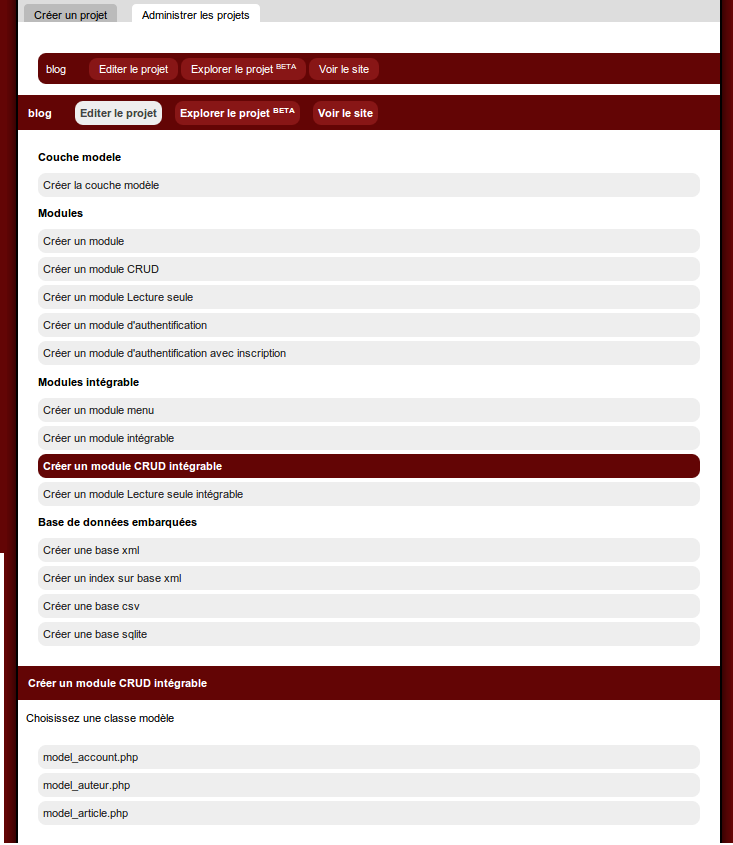 Créer un projet Administrer les projets
blog Editer le projet Explorer le projet BETA Voir le site
blog Editer le projet Explorer le projet BETA Voir le site
Couche modele
Créer la couche modèle
Modules
Créer un module
Créer un module CRUD
Créer un module Lecture seule
Créer un module d'authentification
Créer un module d'authentification avec inscription
Modules intégrable
Créer un module menu
Créer un module intégrable
Créer un module CRUD intégrable
Créer un module Lecture seule intégrable
Base de données embarquées
Créer une base xml
Créer un index sur base xml
Créer une base csv
Créer une base sqlite
Créer un module CRUD intégrable
Choisissez une classe modèle
model_account.php
model_auteur.php
model_article.php